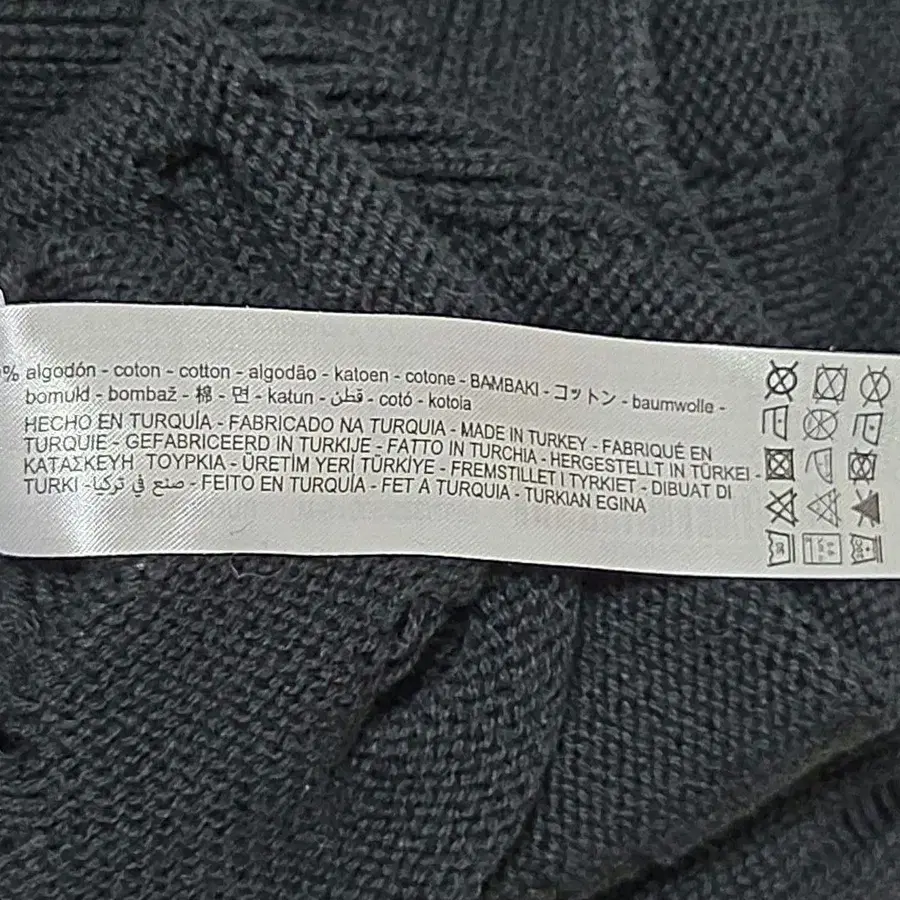 % algodón - coton - cotton - algodão - katoen - cotone - BAMBAKI - コットン - baumwolle -
bomuld - bombaž - 棉 - 면 - katun - قطن - cotó - kotoia
HECHO EN TURQUÍA - FABRICADO NA TURQUIA - MADE IN TURKEY - FABRIQUÉ EN
TURQUIE - GEFABRICEERD IN TURKIJE - FATTO IN TURCHIA - HERGESTELLT IN TÜRKEI -
ΚΑΤΑΣΚΕΥΗ ΤΟΥΡΚΙΑ - ÜRETİM YERİ TÜRKİYE - FREMSTILLET I TYRKIET - DIBUAT DI
TURKI - صنع في تركيا - FEITO EN TURQUÍA - FET A TURQUIA - TURKIAN EGINA